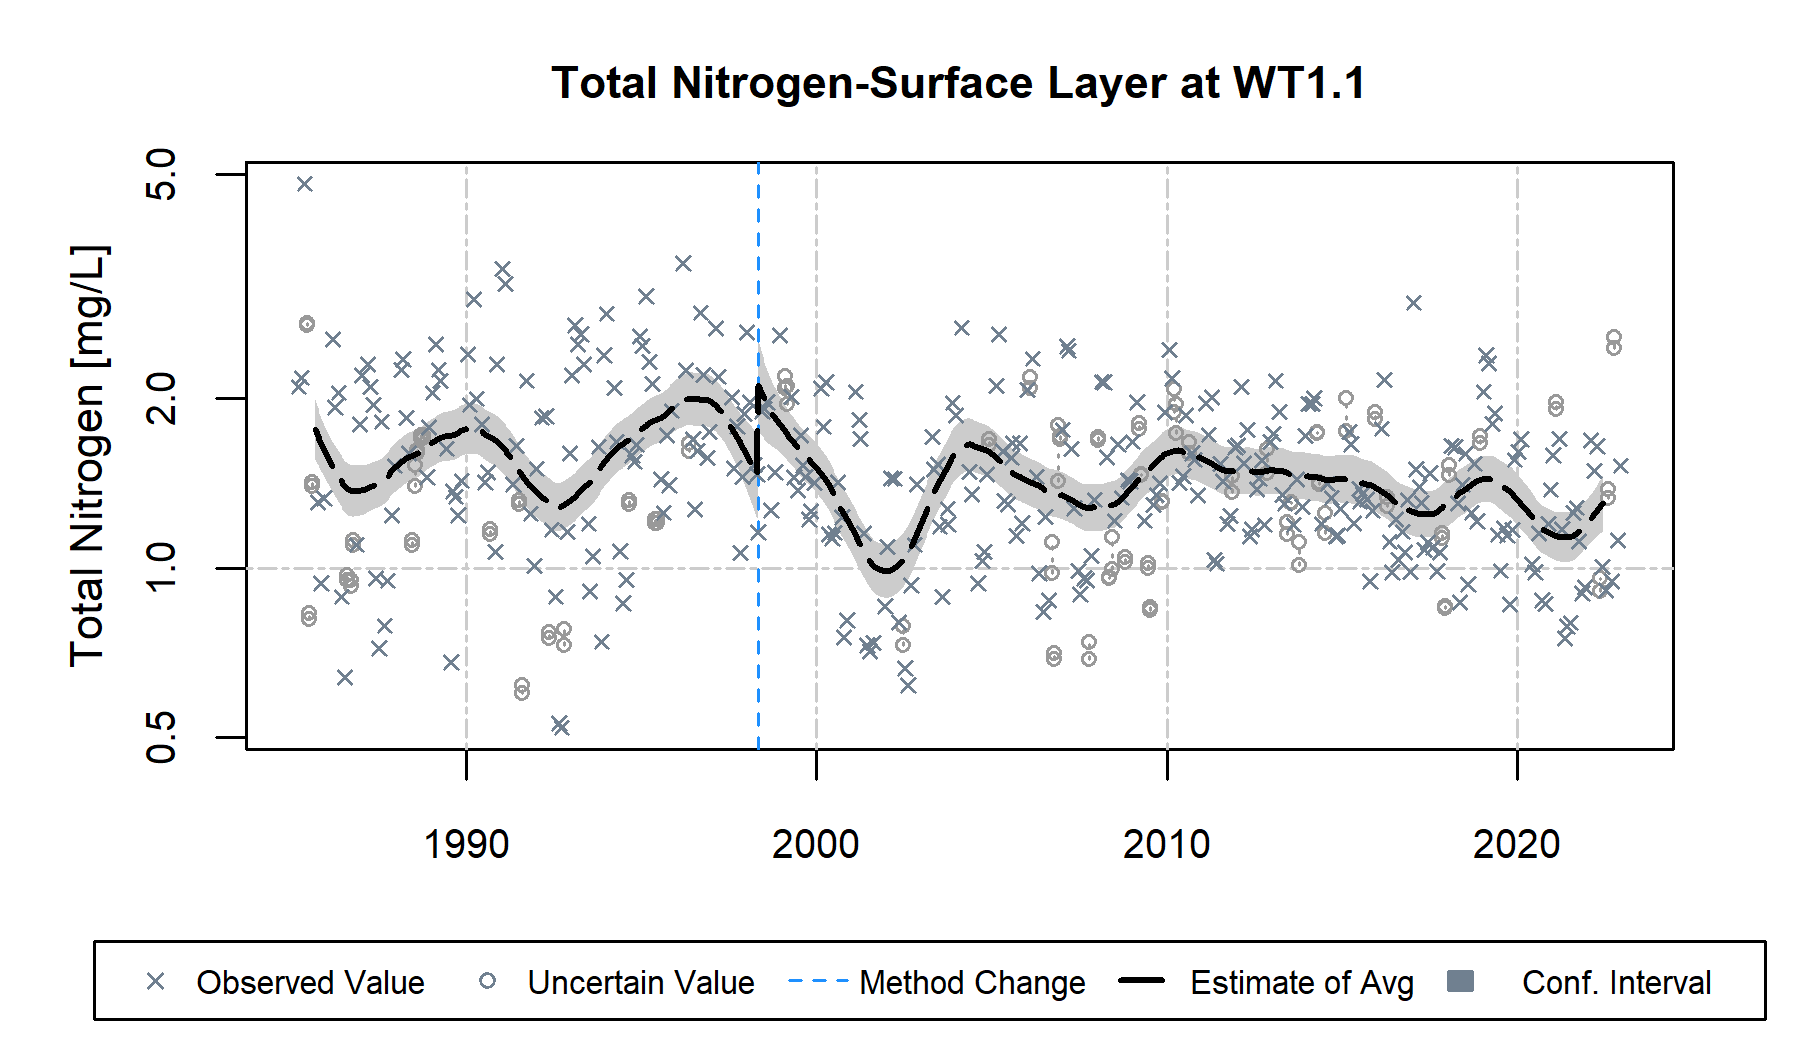 Total Nitrogen-Surface Layer at WT1.1
Total Nitrogen [mg/L]
5.0
2.0
1.0
0.5
1990 2000 2010 2020
Observed Value Uncertain Value Method Change Estimate of Avg Conf. Interval